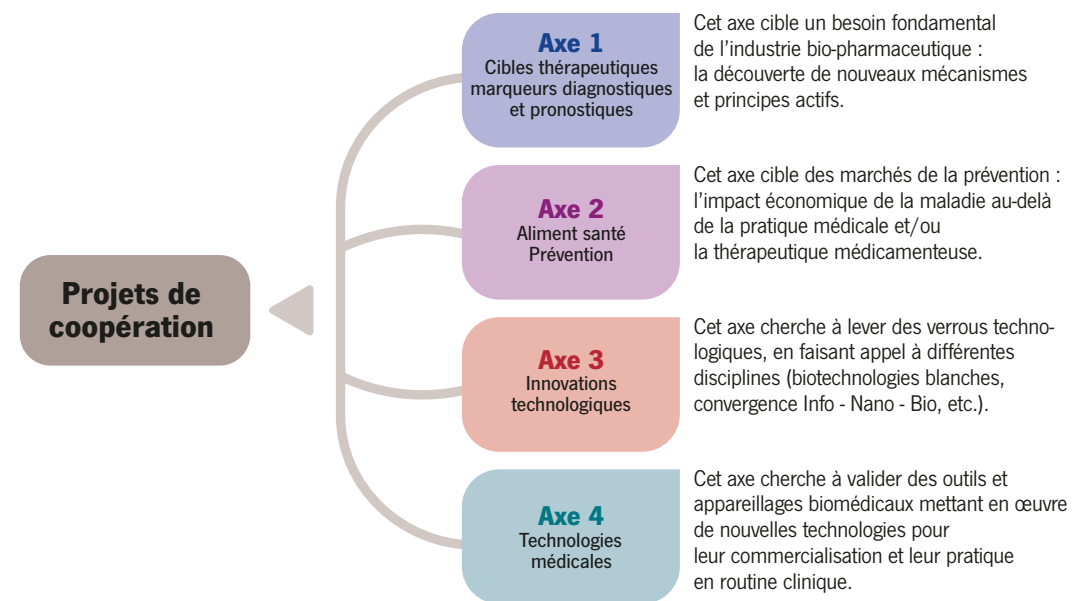 Projets de
coopération
Axe 1
Cibles thérapeutiques
marqueurs diagnostiques
et pronostiques
Cet axe cible un besoin fondamental
de l'industrie bio-pharmaceutique :
la découverte de nouveaux mécanismes
et principes actifs.
Axe 2
Aliment santé
Prévention
Cet axe cible des marchés de la prévention :
l'impact économique de la maladie au-delà
de la pratique médicale et/ou
la thérapeutique médicamenteuse.
Axe 3
Innovations
technologiques
Cet axe cherche à lever des verrous techno-
logiques, en faisant appel à différentes
disciplines (biotechnologies blanches,
convergence Info - Nano - Bio, etc.).
Axe 4
Technologies
médicales
Cet axe cherche à valider des outils et
appareillages biomédicaux mettant en œuvre
de nouvelles technologies pour
leur commercialisation et leur pratique
en routine clinique.